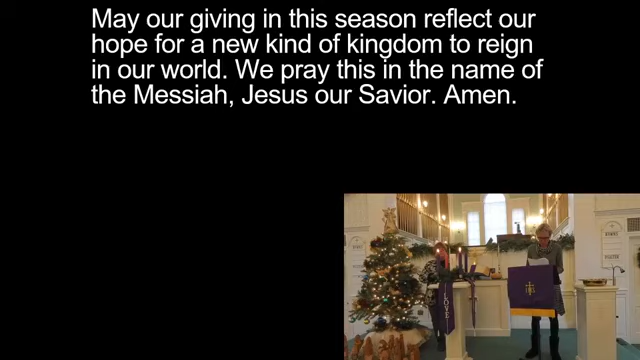 May our giving in this season reflect our
hope for a new kind of kingdom to reign
in our world. We pray this in the name of
the Messiah, Jesus our Savior. Amen.
LOVE